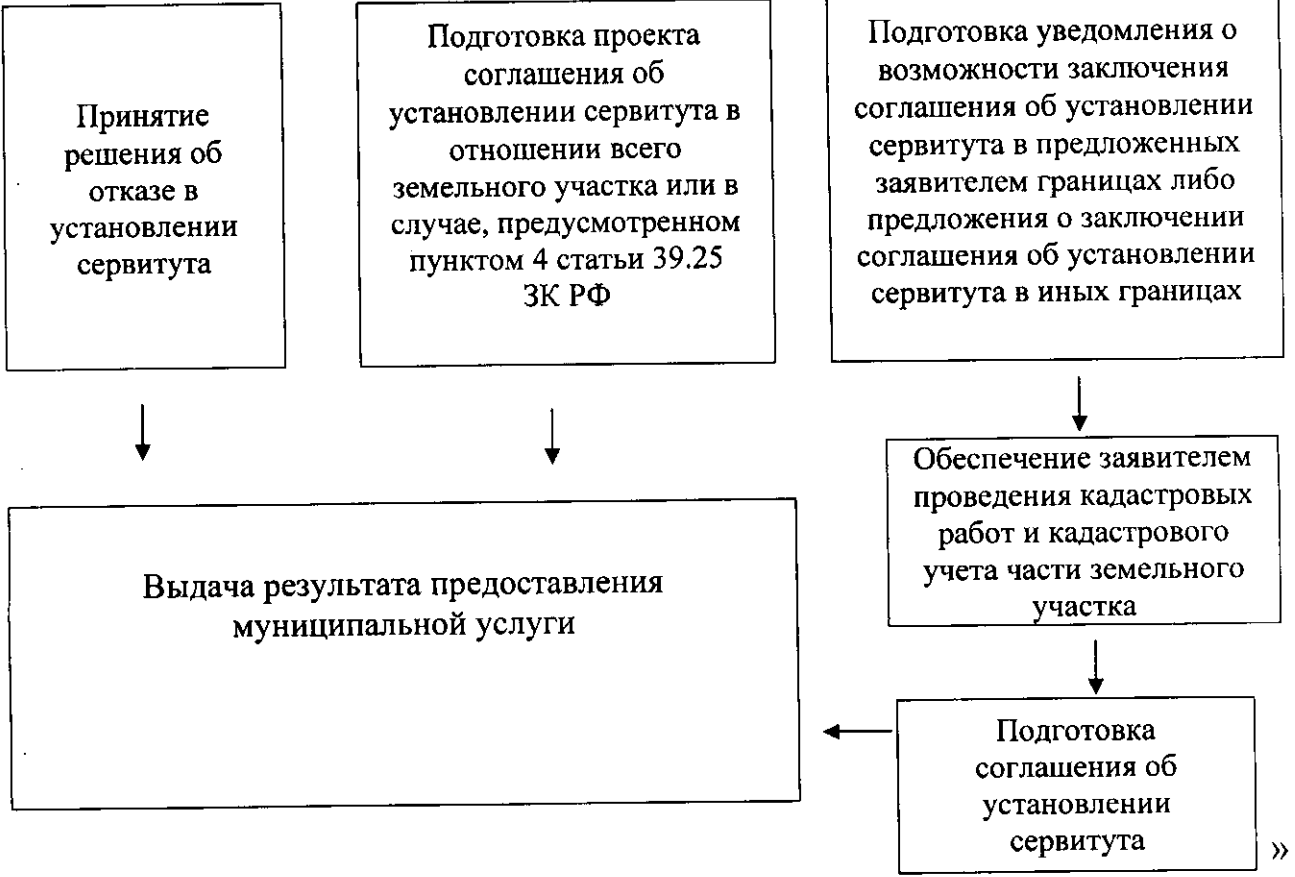 Принятие
решения об
отказе в
установлении
сервитута
Подготовка проекта
соглашения об
установлении сервитута в
отношении всего
земельного участка или в
случае, предусмотренном
пунктом 4 статьи 39.25
ЗК РФ
Подготовка уведомления о
возможности заключения
соглашения об установлении
сервитута в предложенных
заявителем границах либо
предложения о заключении
соглашения об установлении
сервитута в иных границах
Обеспечение заявителем
проведения кадастровых
работ и кадастрового
учета части земельного
участка
Выдача результата предоставления
муниципальной услуги
Подготовка
соглашения об
установлении
сервитута
»